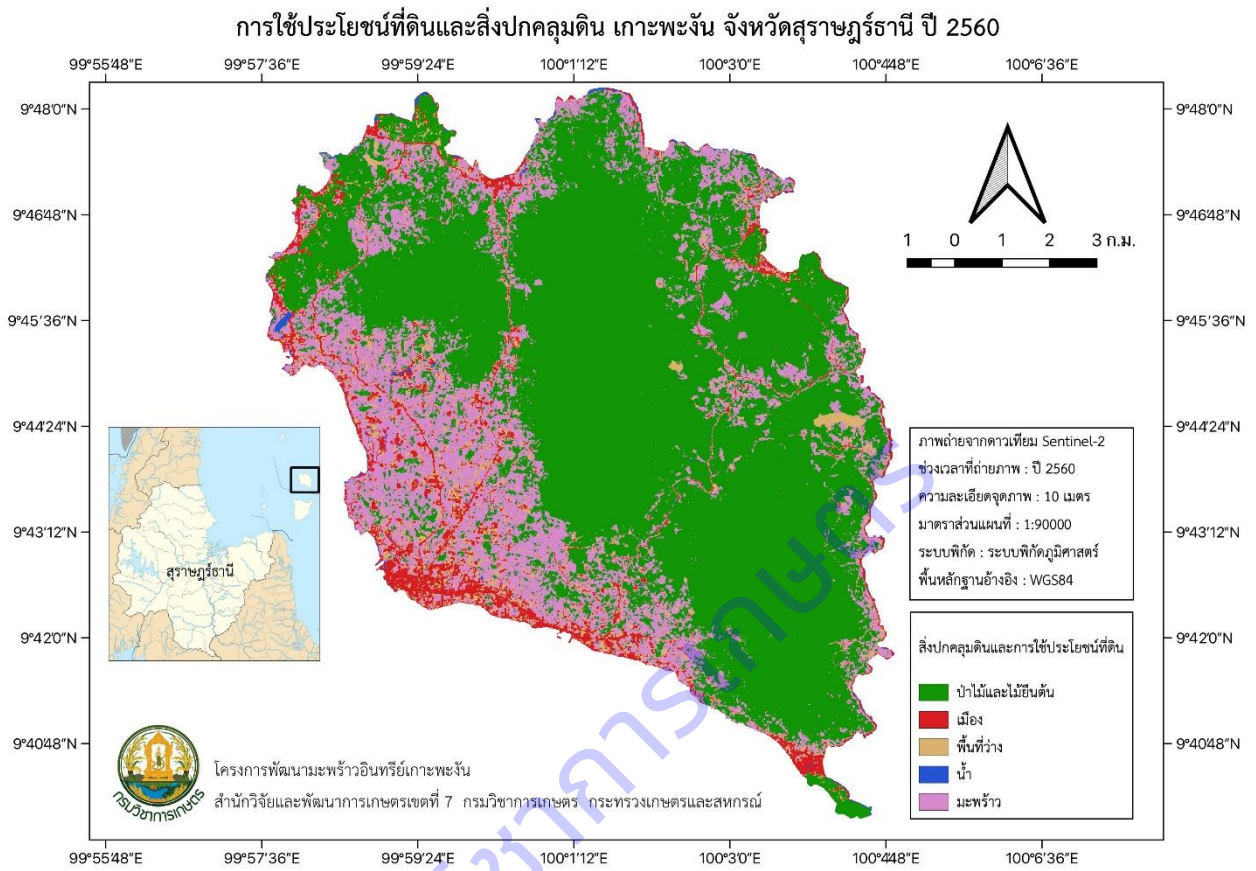 การใช้ประโยชน์ที่ดินและสิ่งปกคลุมดิน เกาะพะงัน จังหวัดสุราษฎร์ธานี ปี 2560
99°55′48″E 99°57′36″E 99°59′24″E 100°1′12″E 100°3′0″E 100°4′48″E 100°6′36″E
9°48′0″N 9°48′0″N
9°46′48″N 9°46′48″N
1 0 1 2 3 ก.ม.
9°45′36″N 9°45′36″N
9°44′24″N 9°44′24″N
ภาพถ่ายจากดาวเทียม Sentinel-2
ช่วงเวลาที่ถ่ายภาพ : ปี 2560
ความละเอียดจุดภาพ : 10 เมตร
มาตราส่วนแผนที่ : 1:90000
ระบบพิกัด : ระบบพิกัดภูมิศาสตร์
พื้นหลักฐานอ้างอิง : WGS84
9°43′12″N 9°43′12″N
สุราษฎร์ธานี
9°42′0″N 9°42′0″N
สิ่งปกคลุมดินและการใช้ประโยชน์ที่ดิน
ป่าไม้และไม้ยืนต้น
เมือง
พื้นที่ว่าง
น้ำ
มะพร้าว
9°40′48″N 9°40′48″N
กรมวิชาการเกษตร
โครงการพัฒนามะพร้าวอินทรีย์เกาะพะงัน
สำนักวิจัยและพัฒนาการเกษตรเขตที่ 7 กรมวิชาการเกษตร กระทรวงเกษตรและสหกรณ์
99°55′48″E 99°57′36″E 99°59′24″E 100°1′12″E 100°3′0″E 100°4′48″E 100°6′36″E